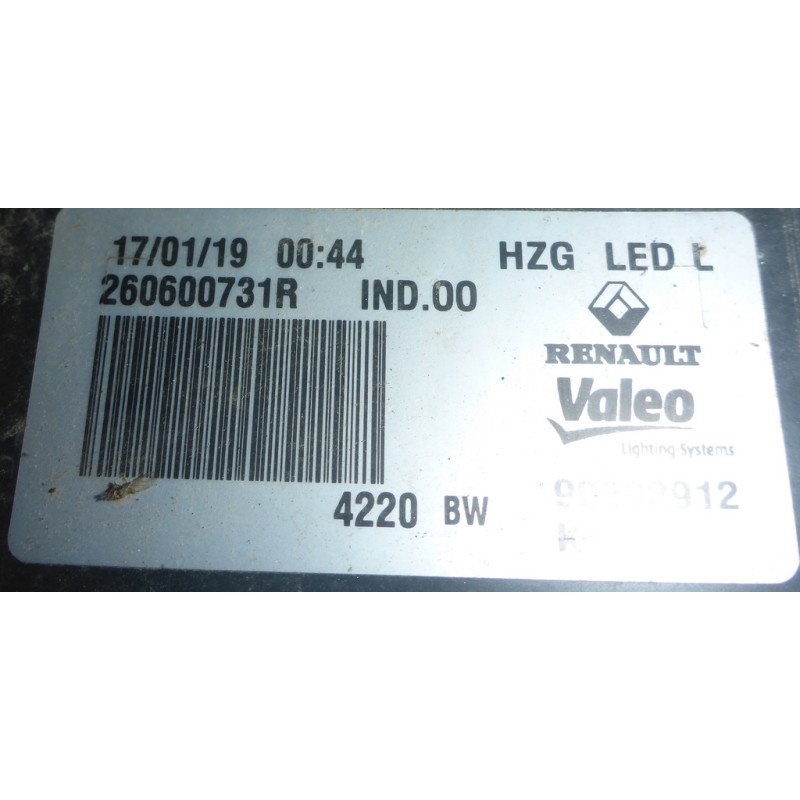 17/01/19 00:44 HZG LED L
260600731R IND.00
RENAULT
Valeo
Lighting Systems
4220 BW